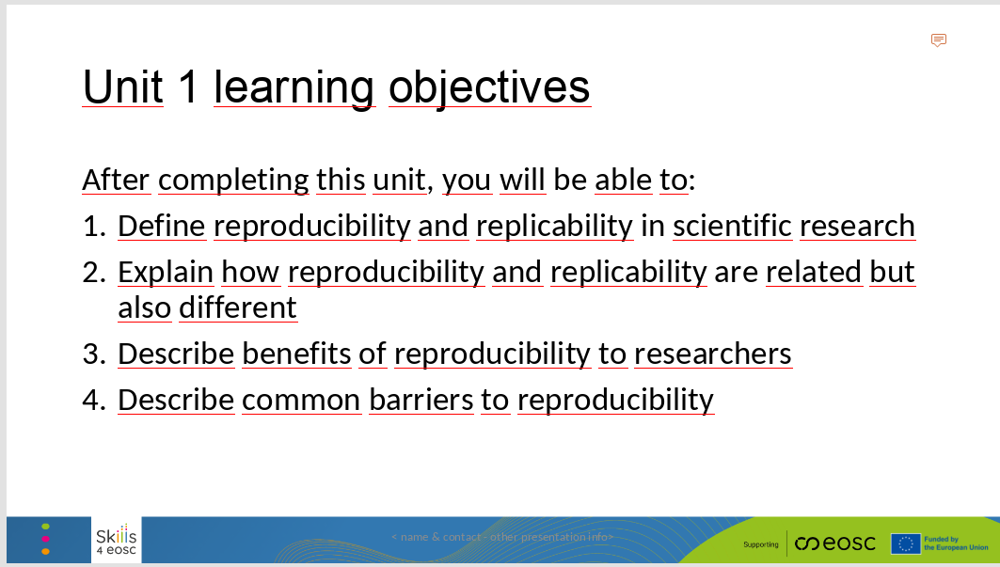 Unit 1 learning objectives
After completing this unit, you will be able to:
1. Define reproducibility and replicability in scientific research
2. Explain how reproducibility and replicability are related but
also different
3. Describe benefits of reproducibility to researchers
4. Describe common barriers to reproducibility
Skills
4 eosc
< name & contact - other presentation info>
Supporting
eosc
Funded by
the European Union